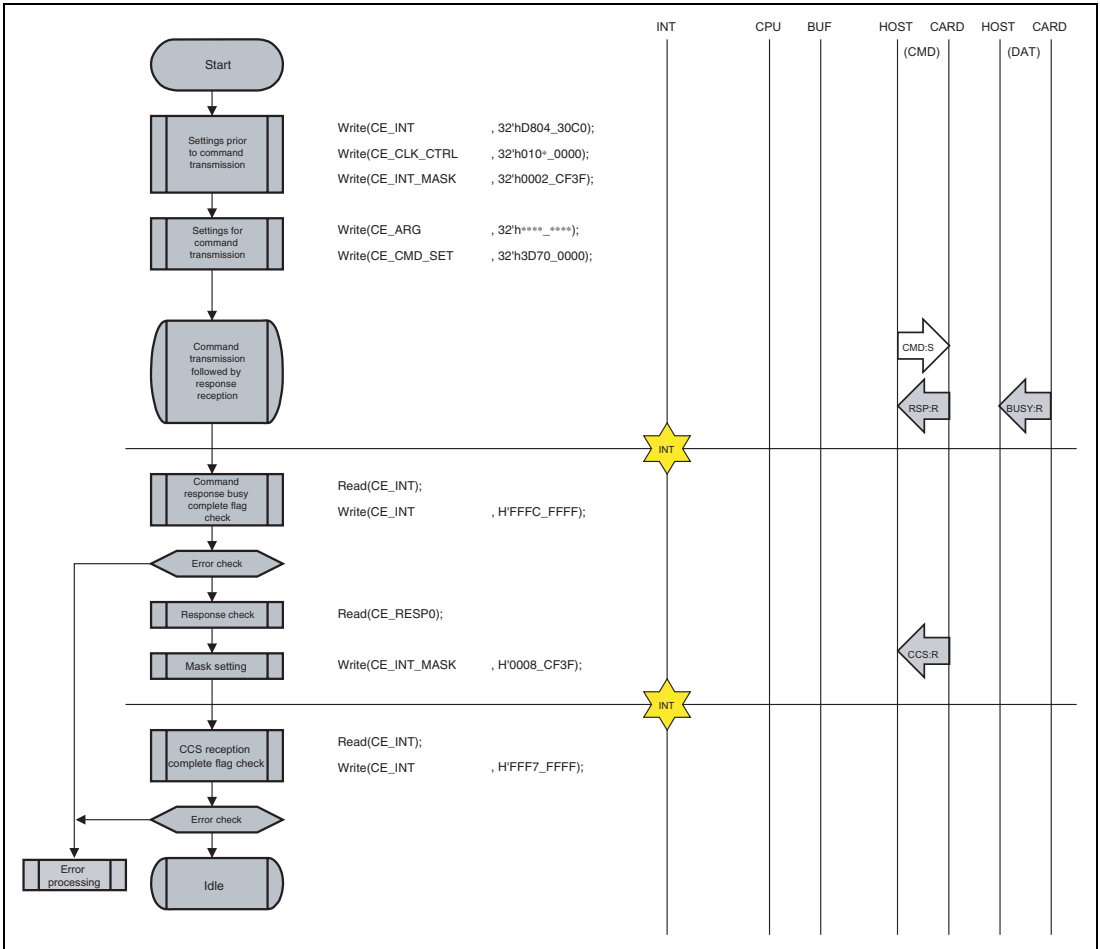 INT CPU BUF HOST CARD HOST CARD
(CMD) (DAT)
Start
Settings prior
to command
transmission
Write(CE_INT , 32'hD804_30C0);
Write(CE_CLK_CTRL , 32'h010*_0000);
Write(CE_INT_MASK , 32'h0002_CF3F);
Settings for
command
transmission
Write(CE_ARG , 32'h****_****);
Write(CE_CMD_SET , 32'h3D70_0000);
Command
transmission
followed by
response
reception
CMD:S
RSP:R
BUSY:R
INT
Command
response busy
complete flag
check
Read(CE_INT);
Write(CE_INT , H'FFFC_FFFF);
Error check
Response check
Read(CE_RESP0);
Mask setting
Write(CE_INT_MASK , H'0008_CF3F);
CCS:R
INT
CCS reception
complete flag check
Read(CE_INT);
Write(CE_INT , H'FFF7_FFFF);
Error check
Error
processing
Idle